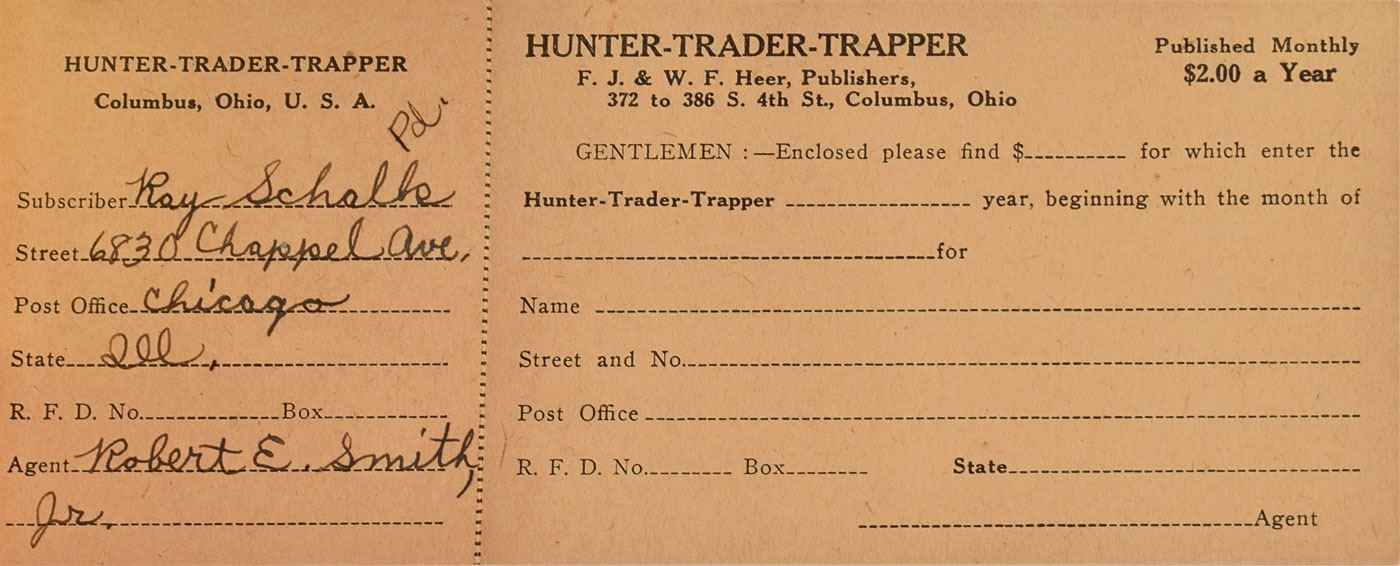 HUNTER-TRADER-TRAPPER
Columbus, Ohio, U. S. A.
Pd.
Subscriber Ray Schalk
Street 6830 Chappel Ave.
Post Office Chicago
State Ill.
R. F. D. No. Box
Agent Robert E. Smith,
Jr.
HUNTER-TRADER-TRAPPER
F. J. & W. F. Heer, Publishers,
372 to 386 S. 4th St., Columbus, Ohio
Published Monthly
$2.00 a Year
GENTLEMEN :—Enclosed please find $ for which enter the
Hunter-Trader-Trapper year, beginning with the month of
for
Name
Street and No.
Post Office
R. F. D. No. Box State
Agent